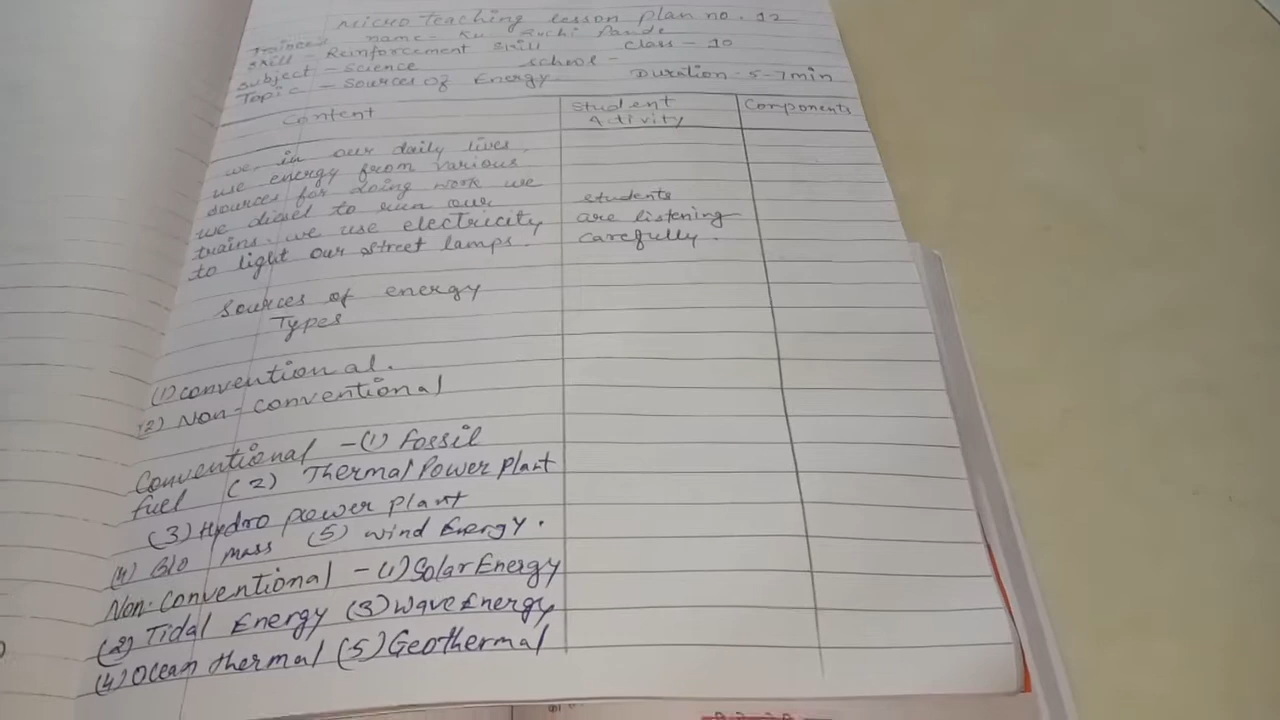 Micro teaching lesson plan no. 12
Trainee name - Ku Ruchi Pande
Skill - Reinforcement Skill Class - 10
Subject - Science School -
Topic - Sources of Energy Duration - 5-7 min
Content
Student Activity
Components
we in our daily lives,
use energy from various
sources for doing work we
we diesel to run our
trains. we use electricity
to light our street lamps.
students
are listening
carefully.
Sources of energy
Types
(1) conventional.
(2) Non-conventional
Conventional - (1) Fossil
fuel (2) Thermal Power Plant
(3) Hydro power plant
(4) Bio mass (5) wind Energy.
Non-conventional - (1) Solar Energy
(2) Tidal Energy (3) Wave Energy
(4) Ocean thermal (5) Geothermal